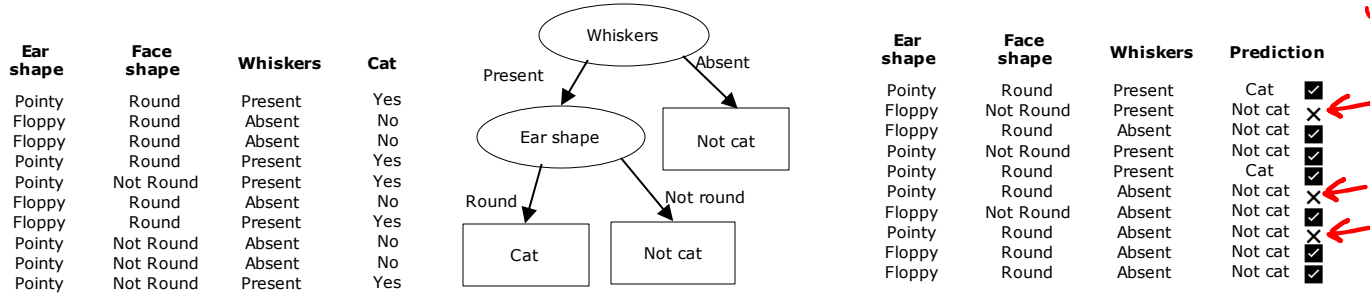 Ear shape Face shape Whiskers Cat
Pointy Round Present Yes
Floppy Round Absent No
Floppy Round Absent No
Pointy Round Present Yes
Pointy Not Round Present Yes
Floppy Round Absent No
Floppy Round Present Yes
Pointy Not Round Absent No
Pointy Not Round Absent No
Pointy Not Round Present Yes
Whiskers
Present
Absent
Ear shape
Not cat
Round
Not round
Cat
Not cat
Ear shape Face shape Whiskers Prediction
Pointy Round Present Cat
Floppy Not Round Present Not cat
Floppy Round Absent Not cat
Pointy Not Round Present Not cat
Pointy Round Present Cat
Pointy Round Absent Not cat
Floppy Not Round Absent Not cat
Pointy Round Absent Not cat
Floppy Round Absent Not cat
Floppy Round Absent Not cat